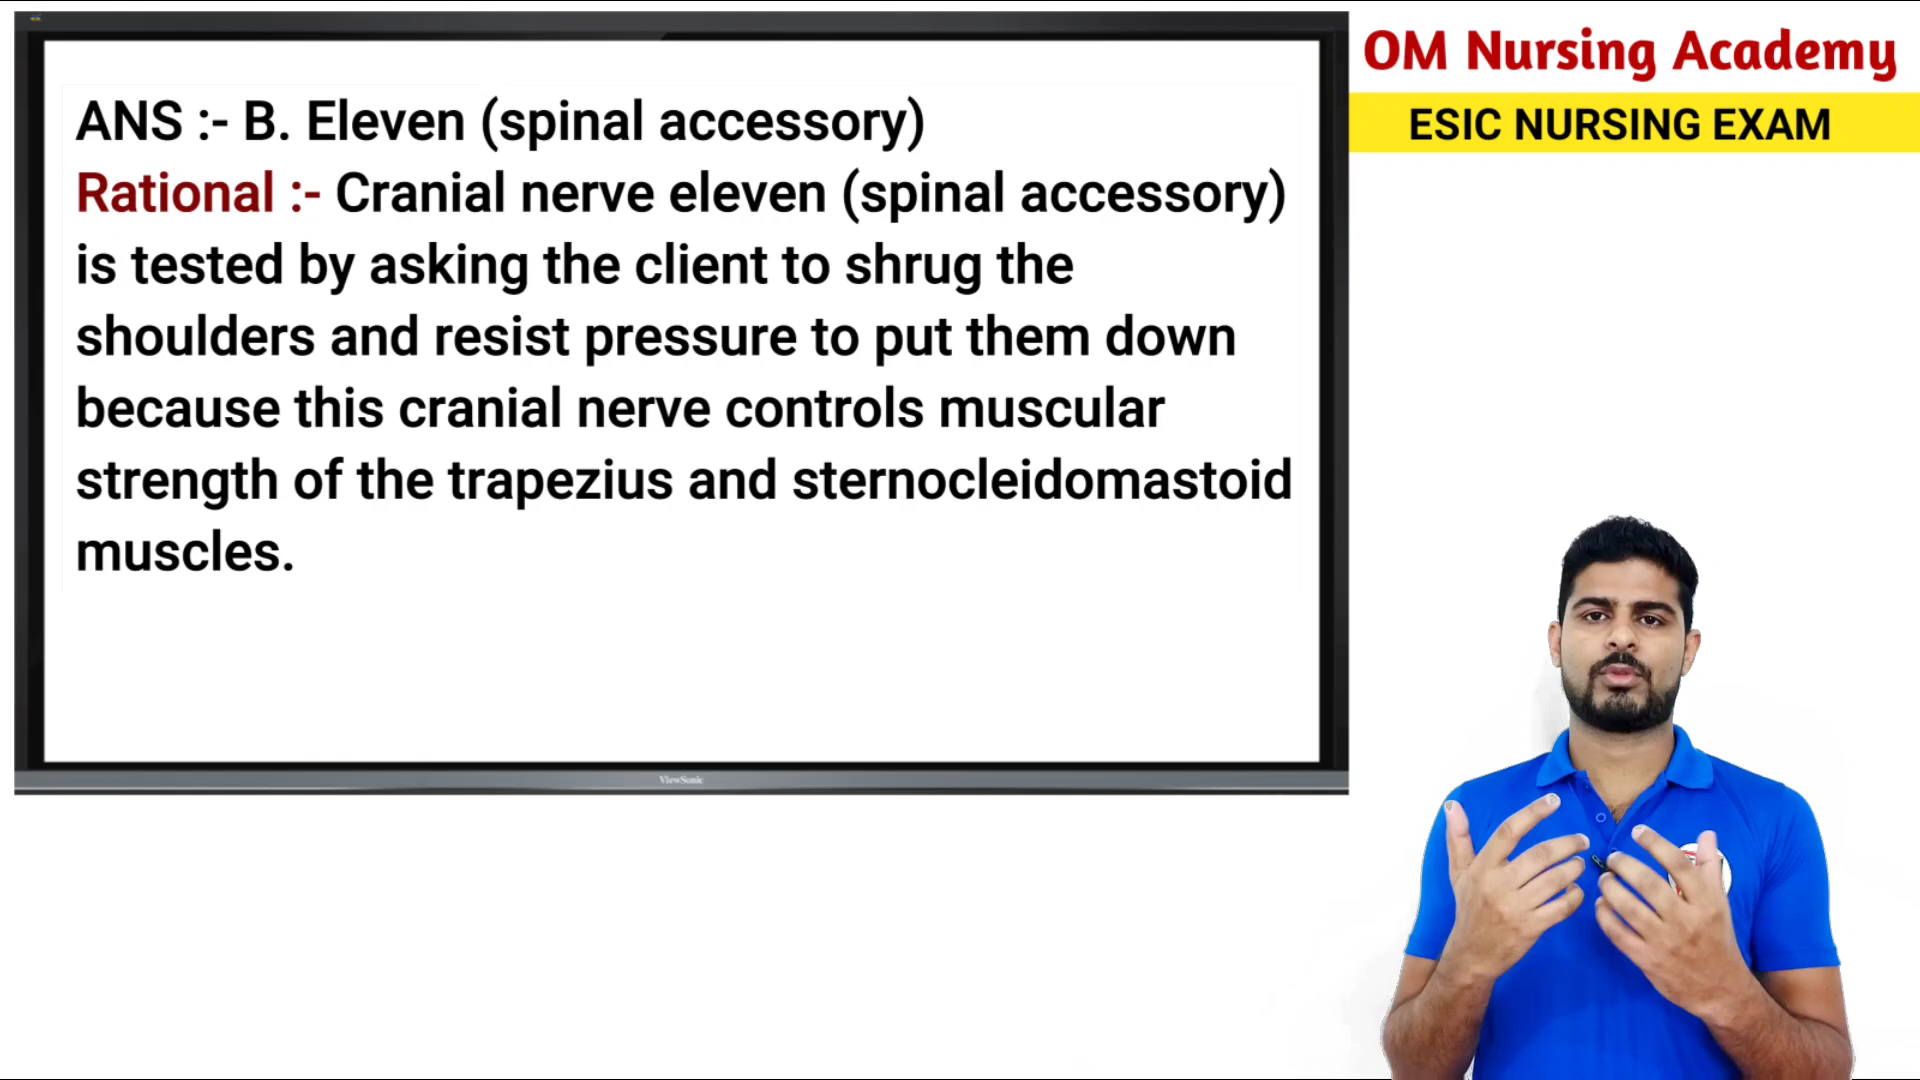 OM Nursing Academy
ESIC NURSING EXAM
ANS :- B. Eleven (spinal accessory)
Rational :- Cranial nerve eleven (spinal accessory)
is tested by asking the client to shrug the
shoulders and resist pressure to put them down
because this cranial nerve controls muscular
strength of the trapezius and sternocleidomastoid
muscles.
ViewSonic